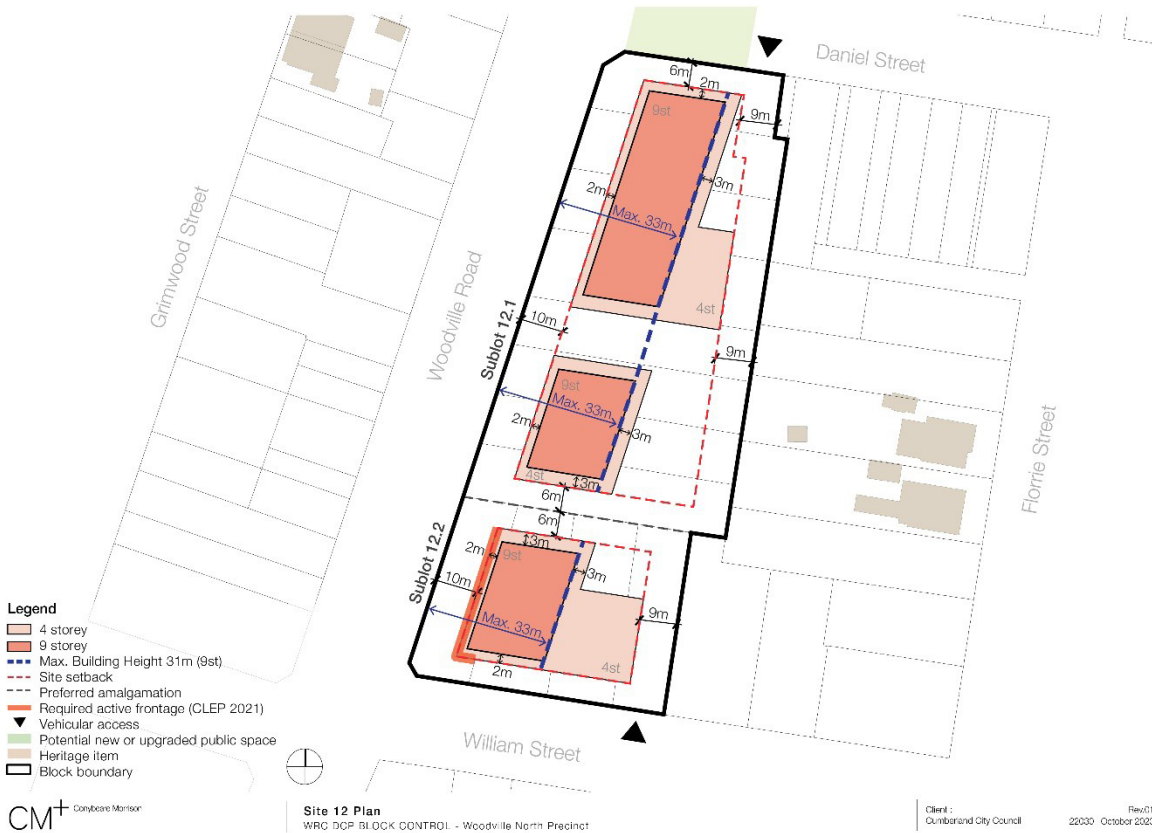 Daniel Street
6m
2m
9st
9m
3m
2m
Max. 33m
Grimwood Street
Woodville Road
4st
10m
Sublot 12.1
9m
9st
Max. 33m
2m
3m
4st
3m
6m
6m
Florrie Street
Sublot 12.2
3m
2m
9st
3m
10m
9m
Max. 33m
4st
2m
William Street
Legend
4 storey
9 storey
Max. Building Height 31m (9st)
Site setback
Preferred amalgamation
Required active frontage (CLEP 2021)
Vehicular access
Potential new or upgraded public space
Heritage item
Block boundary
CM+ Conybeare Morrison
Site 12 Plan
WRC DCP BLOCK CONTROL - Woodville North Precinct
Client :
Cumberland City Council
Rev.01
22030 October 2023